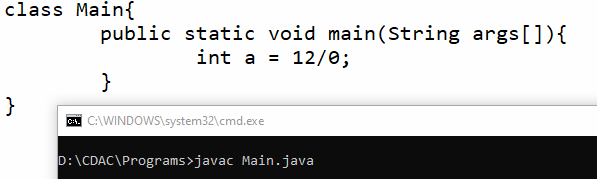 class Main{
public static void main(String args[]){
int a = 12/0;
}
}
C:\WINDOWS\system32\cmd.exe
D:\CDAC\Programs>javac Main.java